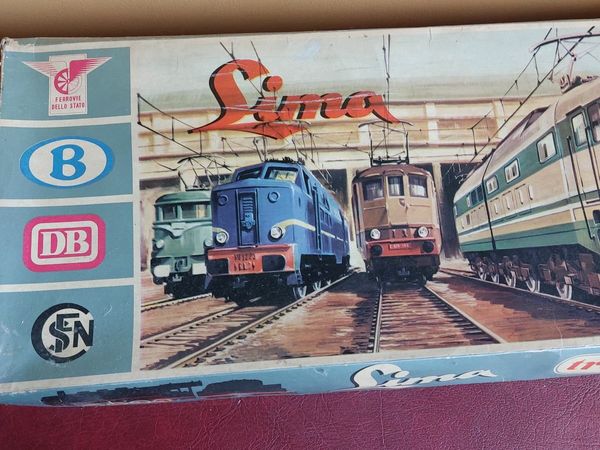 FERROVIE
DELLO STATO
Lima
B
DB
SNCF
Lima